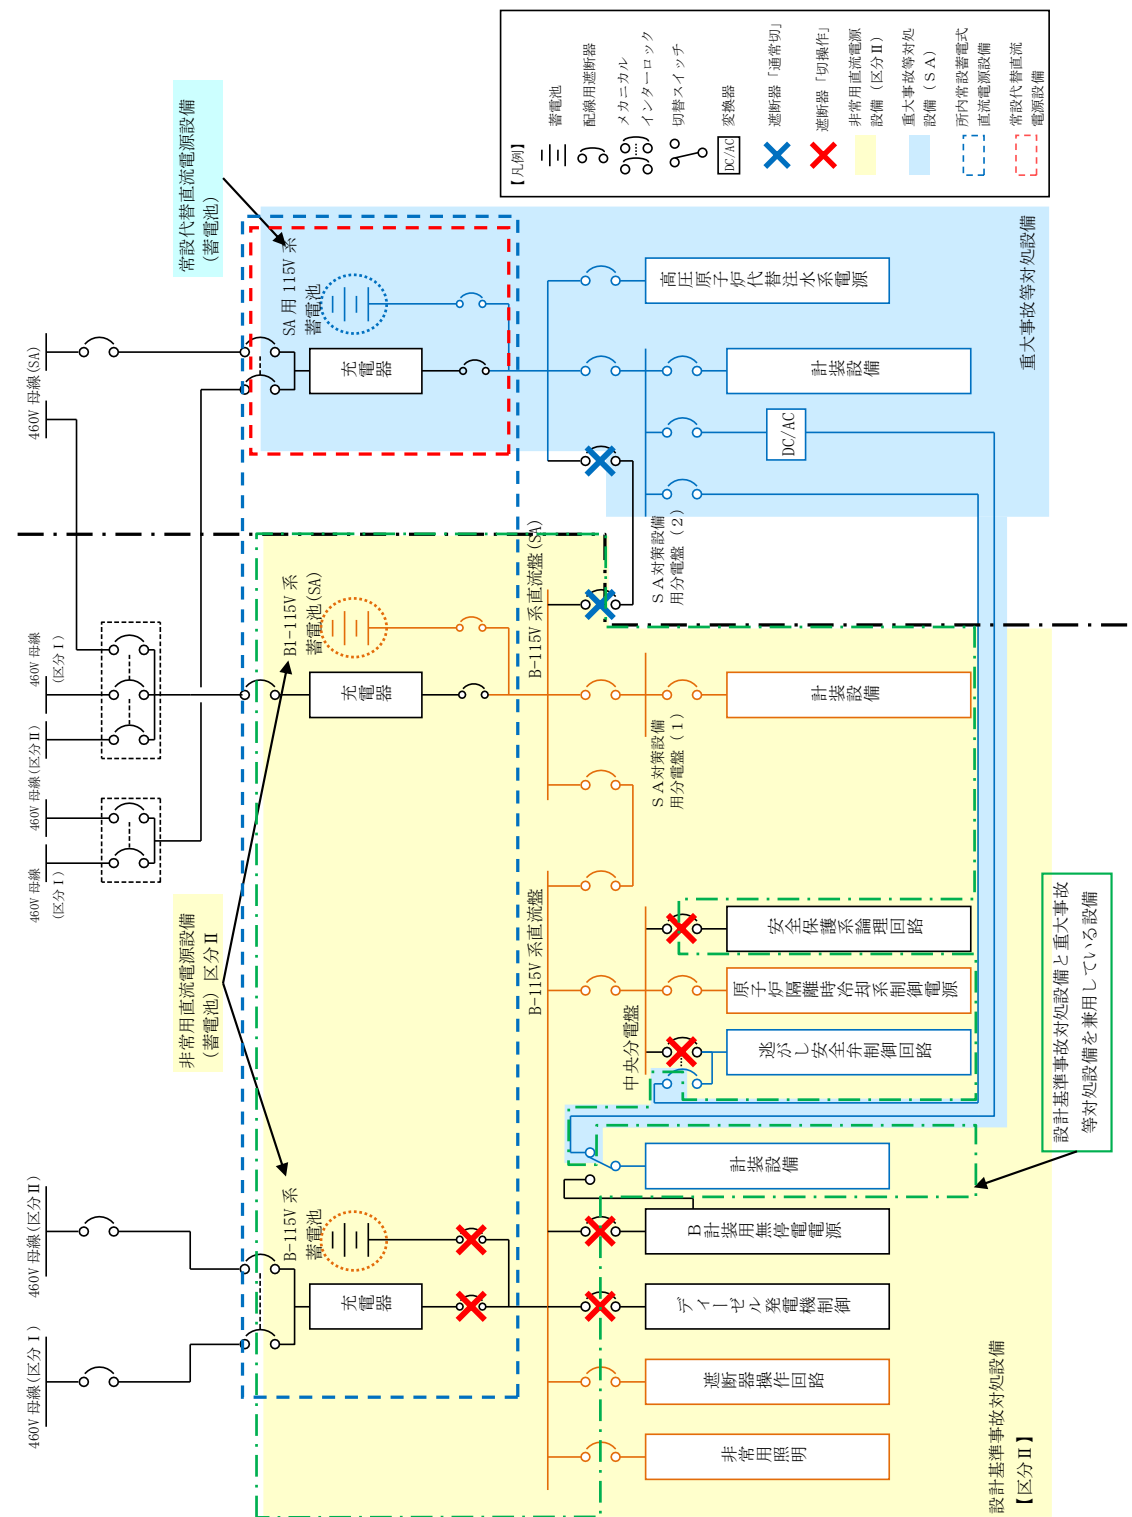 【凡例】
蓄電池
配線用遮断器
メカニカル
インターロック
切替スイッチ
DC/AC
変換器
遮断器「通常切」
遮断器「切操作」
非常用直流電源
設備（区分Ⅱ）
重大事故等対処
設備（ＳＡ）
所内常設蓄電式
直流電源設備
常設代替直流
電源設備
常設代替直流電源設備
（蓄電池）
重大事故等対処設備
460V 母線(SA)
SA 用 115V 系
蓄電池
充電器
高圧原子炉代替注水系電源
計装設備
DC/AC
ＳＡ対策設備
用分電盤（２）
B-115V 系直流盤(SA)
B1-115V 系
蓄電池(SA)
充電器
計装設備
ＳＡ対策設備
用分電盤（１）
460V 母線
（区分Ⅰ）
460V 母線(区分Ⅱ)
460V 母線
460V 母線
（区分Ⅰ）
非常用直流電源設備
（蓄電池）区分Ⅱ
B-115V 系直流盤
中央分電盤
安全保護系論理回路
原子炉隔離時冷却系制御電源
逃がし安全弁制御回路
計装設備
設計基準事故対処設備と重大事故
等対処設備を兼用している設備
460V 母線(区分Ⅱ)
460V 母線(区分Ⅰ)
B-115V 系
蓄電池
充電器
Ｂ計装用無停電電源
ディーゼル発電機制御
遮断器操作回路
非常用照明
設計基準事故対処設備
【区分Ⅱ】